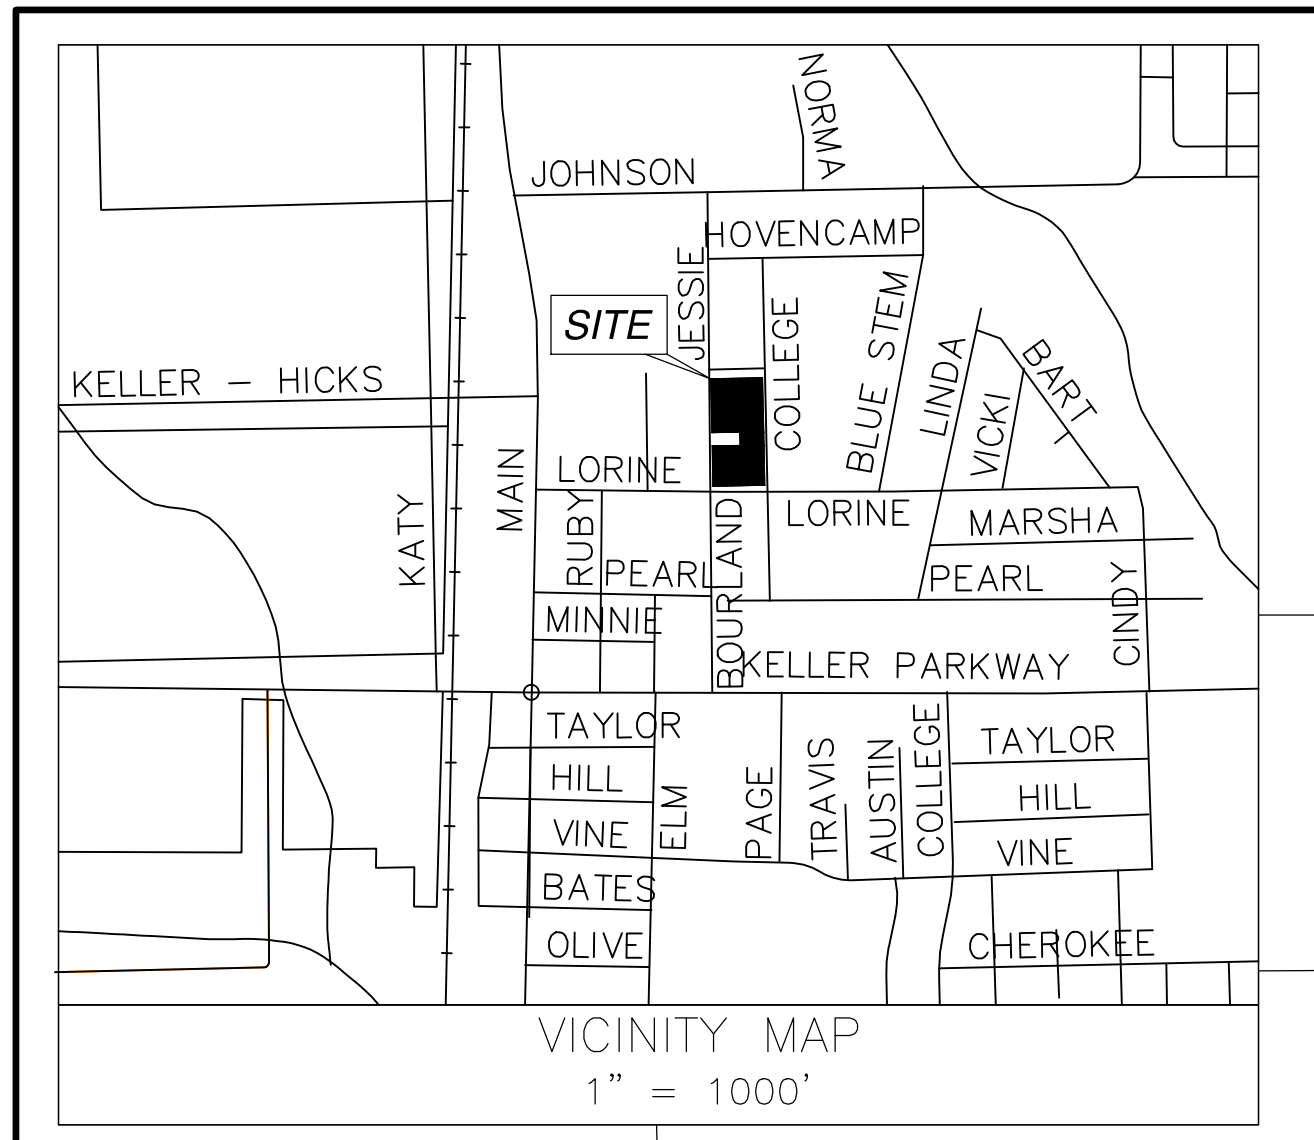 NORMA
JOHNSON
HOVENCAMP
JESSIE
SITE
COLLEGE
BLUE STEM
LINDA
BART
VICKI
KELLER - HICKS
MAIN
KATY
LORINE
RUBY
BOURLAND
LORINE
MARSHA
PEARL
PEARL
CINDY
MINNIE
KELLER PARKWAY
TAYLOR
HILL
VINE
BATES
OLIVE
ELM
PAGE
TRAVIS
AUSTIN
COLLEGE
TAYLOR
HILL
VINE
CHEROKEE
VICINITY MAP
1" = 1000'